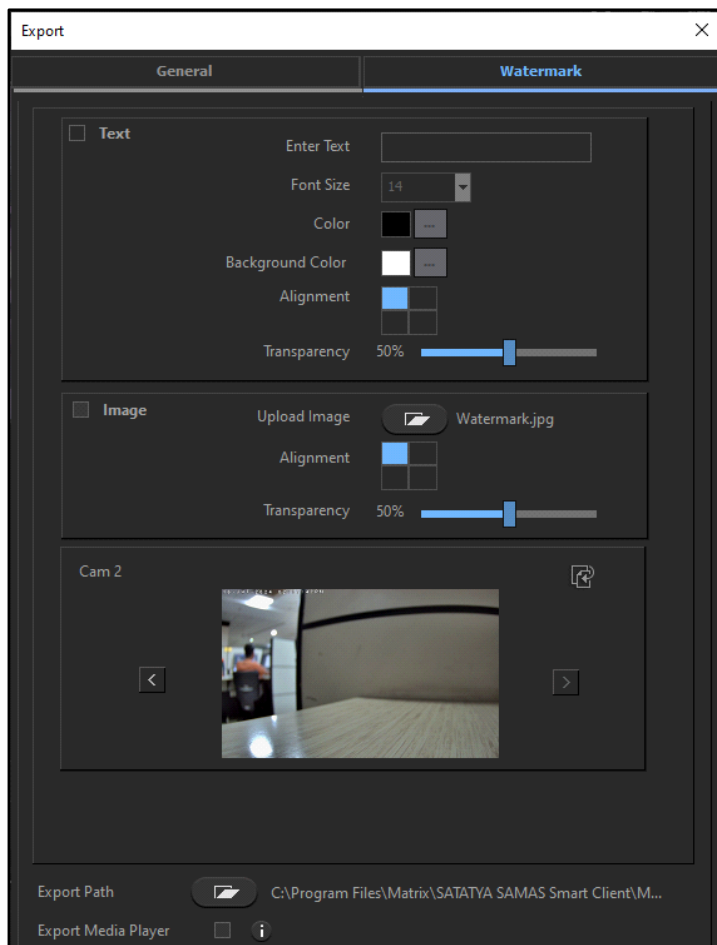 Export
General
Watermark
Text
Enter Text
Font Size
14
Color
...
Background Color
...
Alignment
Transparency
50%
Image
Upload Image
Watermark.jpg
Alignment
Transparency
50%
Cam 2
Export Path
C:\Program Files\Matrix\SATATYA SAMAS Smart Client\M...
Export Media Player
i